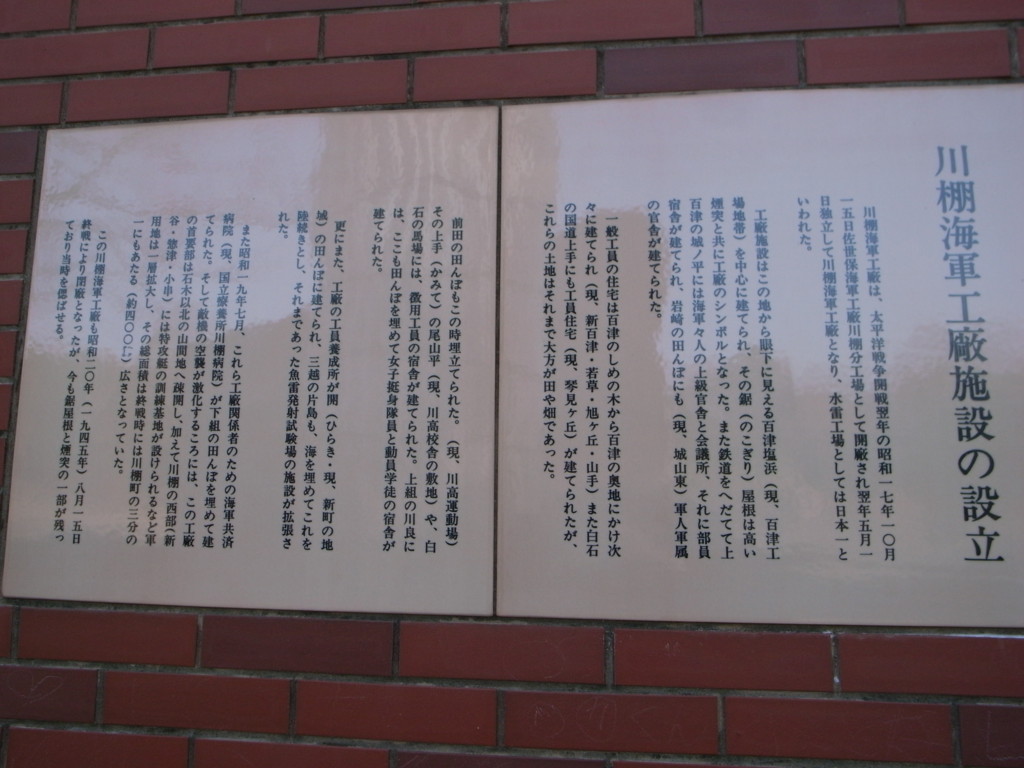 川棚海軍工廠施設の設立
川棚海軍工廠は、太平洋戦争開戦翌年の昭和一七年一〇月
一五日佐世保海軍工廠川棚分工場として開廠され翌年五月一
日独立して川棚海軍工廠となり、水雷工場としては日本一と
いわれた。
工廠施設はこの地から眼下に見える百津塩浜（現、百津工
場地帯）を中心に建てられ、その鋸（のこぎり）屋根は高い
煙突と共に工廠のシンボルとなった。また鉄道をへだてて上
百津の城ノ平には海軍々人の上級官舎と会議所、それに部員
宿舎が建てられ、岩崎の田んぼにも（現、城山東）軍人軍属
の官舎が建てられた。
一般工員の住宅は百津のしめの木から百津の奥地にかけ次
々に建てられ（現、新百津・若草・旭ヶ丘・山手）また白石
の国道上手にも工員住宅（現、琴見ヶ丘）が建てられたが、
これらの土地はそれまで大方が田や畑であった。
前田の田んぼもこの時埋立てられた。（現、川高運動場）
その上手（かみて）の尾山平（現、川高校舎の敷地）や、白
石の馬場には、徴用工員の宿舎が建てられた。上組の川良に
は、ここも田んぼを埋めて女子挺身隊員と動員学徒の宿舎が
建てられた。
更にまた、工廠の工員養成所が開（ひらき・現、新町の地
域）の田んぼに建てられ、三越の片島も、海を埋めてこれを
陸続きとし、それまであった魚雷発射試験場の施設が拡張さ
れた。
また昭和一九年七月、これら工廠関係者のための海軍共済
病院（現、国立療養所川棚病院）が下組の田んぼを埋めて建
てられた。そして敵機の空襲が激化するころには、この工廠
の首要部は石木以北の山間地へ疎開し、加えて川棚の西部（新
谷・惣津・小串）には特攻艇の訓練基地が設けられるなど軍
用地は一層拡大し、その総面積は終戦時には川棚町の三分の
一にもあたる（約四〇〇㌶）広さとなっていた。
この川棚海軍工廠も昭和二〇年（一九四五年）八月一五日
終戦により閉廠となったが、今も鋸屋根と煙突の一部が残っ
ており当時を偲ばせる。